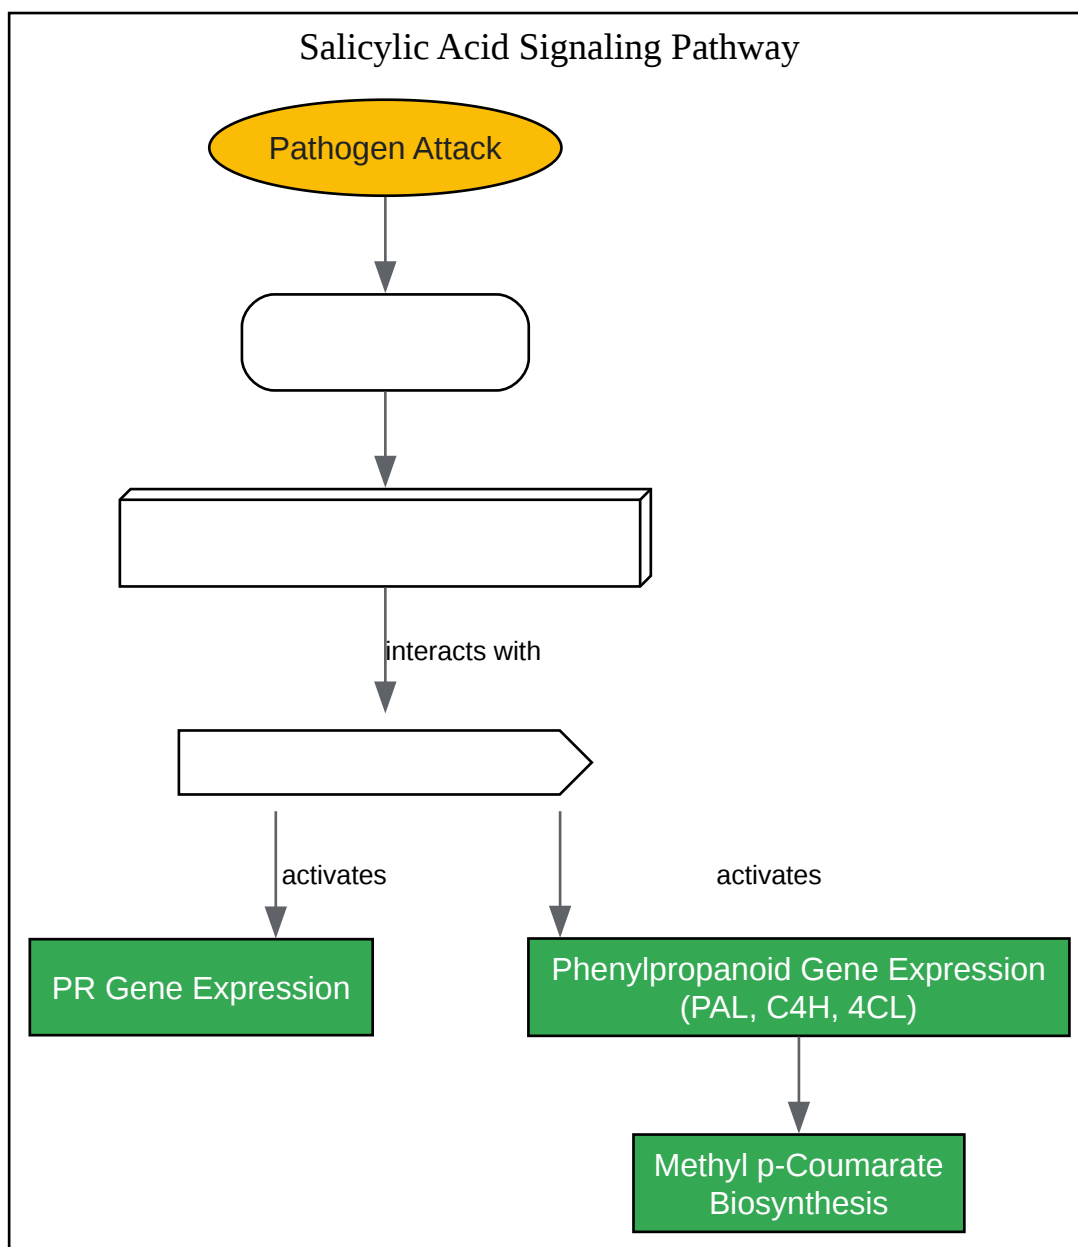 Salicylic Acid Signaling Pathway
Pathogen Attack
interacts with
activates
activates
PR Gene Expression
Phenylpropanoid Gene Expression
(PAL, C4H, 4CL)
Methyl p-Coumarate
Biosynthesis